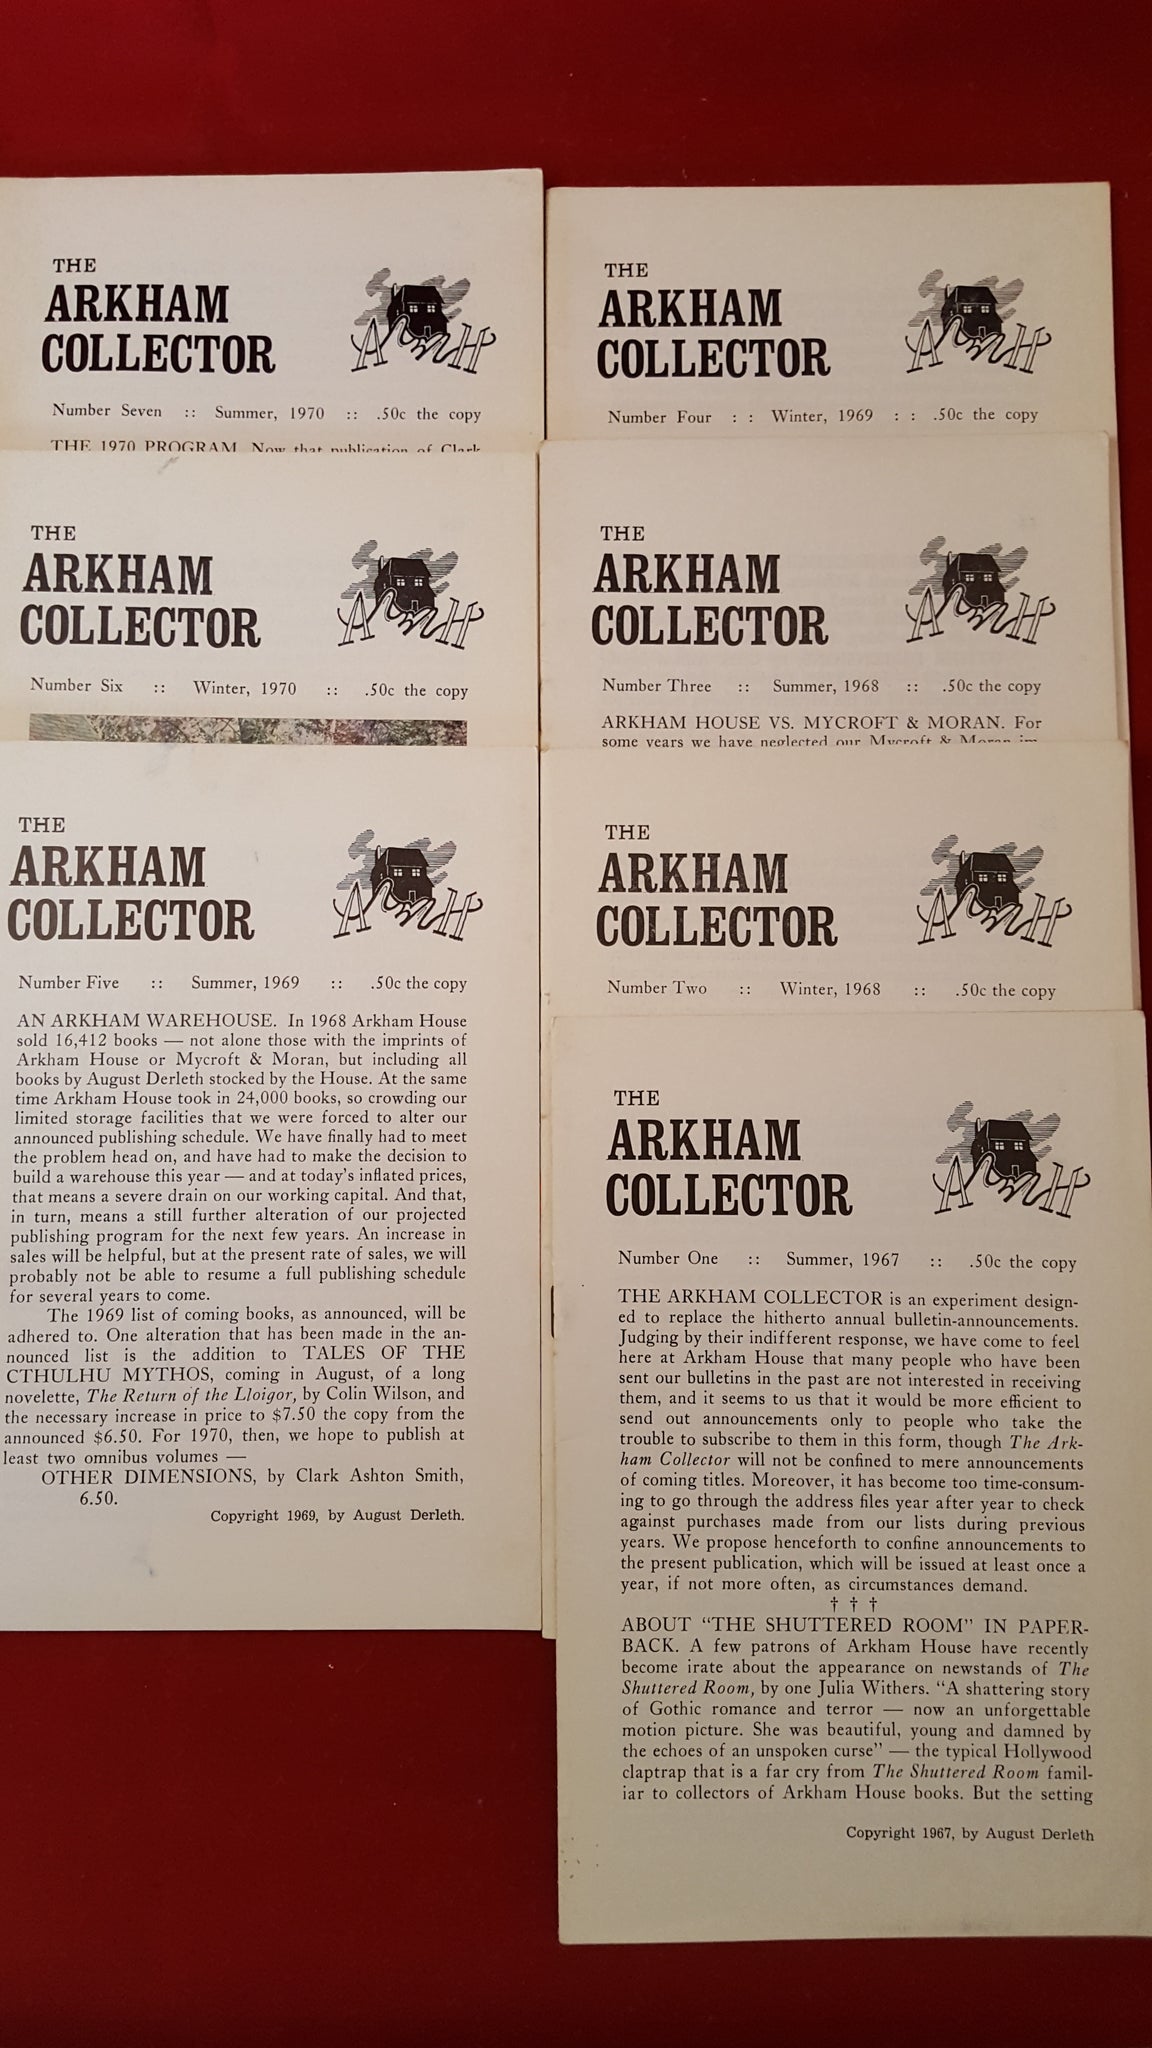 THE
ARKHAM
COLLECTOR
Number Seven :: Summer, 1970 :: .50c the copy
THE 1970 PROGRAM. Now that publication of Clark
THE
ARKHAM
COLLECTOR
Number Six :: Winter, 1970 :: .50c the copy
THE
ARKHAM
COLLECTOR
Number Five :: Summer, 1969 :: .50c the copy
AN ARKHAM WAREHOUSE. In 1968 Arkham House
sold 16,412 books — not alone those with the imprints of
Arkham House or Mycroft & Moran, but including all
books by August Derleth stocked by the House. At the same
time Arkham House took in 24,000 books, so crowding our
limited storage facilities that we were forced to alter our
announced publishing schedule. We have finally had to meet
the problem head on, and have had to make the decision to
build a warehouse this year — and at today's inflated prices,
that means a severe drain on our working capital. And that,
in turn, means a still further alteration of our projected
publishing program for the next few years. An increase in
sales will be helpful, but at the present rate of sales, we will
probably not be able to resume a full publishing schedule
for several years to come.
The 1969 list of coming books, as announced, will be
adhered to. One alteration that has been made in the an-
nounced list is the addition to TALES OF THE
CTHULHU MYTHOS, coming in August, of a long
novelette, The Return of the Lloigor, by Colin Wilson, and
the necessary increase in price to $7.50 the copy from the
announced $6.50. For 1970, then, we hope to publish at
least two omnibus volumes —
OTHER DIMENSIONS, by Clark Ashton Smith,
6.50.
Copyright 1969, by August Derleth.
THE
ARKHAM
COLLECTOR
Number Four :: Winter, 1969 :: .50c the copy
THE
ARKHAM
COLLECTOR
Number Three :: Summer, 1968 :: .50c the copy
ARKHAM HOUSE VS. MYCROFT & MORAN. For
some years we have neglected our Mycroft & Moran im-
THE
ARKHAM
COLLECTOR
Number Two :: Winter, 1968 :: .50c the copy
THE
ARKHAM
COLLECTOR
Number One :: Summer, 1967 :: .50c the copy
THE ARKHAM COLLECTOR is an experiment design-
ed to replace the hitherto annual bulletin-announcements.
Judging by their indifferent response, we have come to feel
here at Arkham House that many people who have been
sent our bulletins in the past are not interested in receiving
them, and it seems to us that it would be more efficient to
send out announcements only to people who take the
trouble to subscribe to them in this form, though The Ark-
ham Collector will not be confined to mere announcements
of coming titles. Moreover, it has become too time-consum-
ing to go through the address files year after year to check
against purchases made from our lists during previous
years. We propose henceforth to confine announcements to
the present publication, which will be issued at least once a
year, if not more often, as circumstances demand.
† † †
ABOUT "THE SHUTTERED ROOM" IN PAPER-
BACK. A few patrons of Arkham House have recently
become irate about the appearance on newstands of The
Shuttered Room, by one Julia Withers. "A shattering story
of Gothic romance and terror — now an unforgettable
motion picture. She was beautiful, young and damned by
the echoes of an unspoken curse" — the typical Hollywood
claptrap that is a far cry from The Shuttered Room famil-
iar to collectors of Arkham House books. But the setting
Copyright 1967, by August Derleth